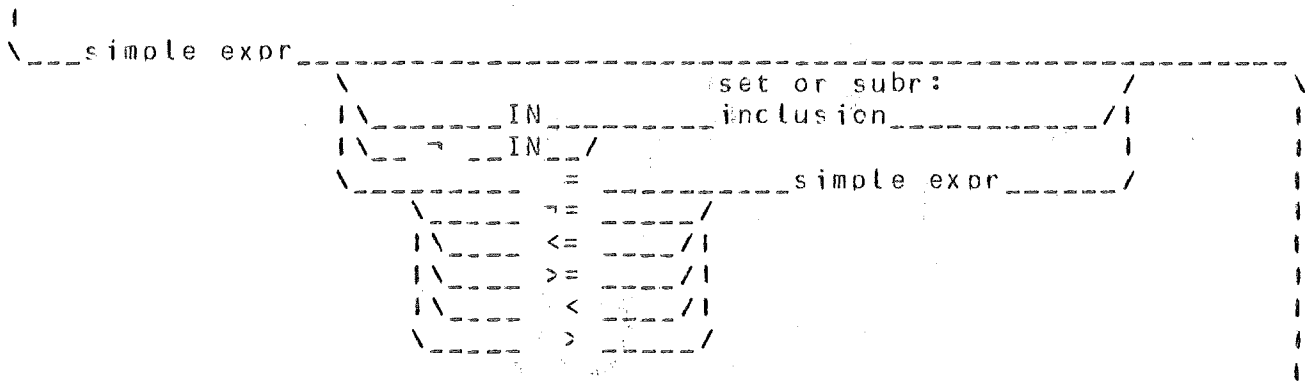 simple expr
set or subr:
IN inclusion
¬ IN
= simple expr
¬=
<=
>=
<
>